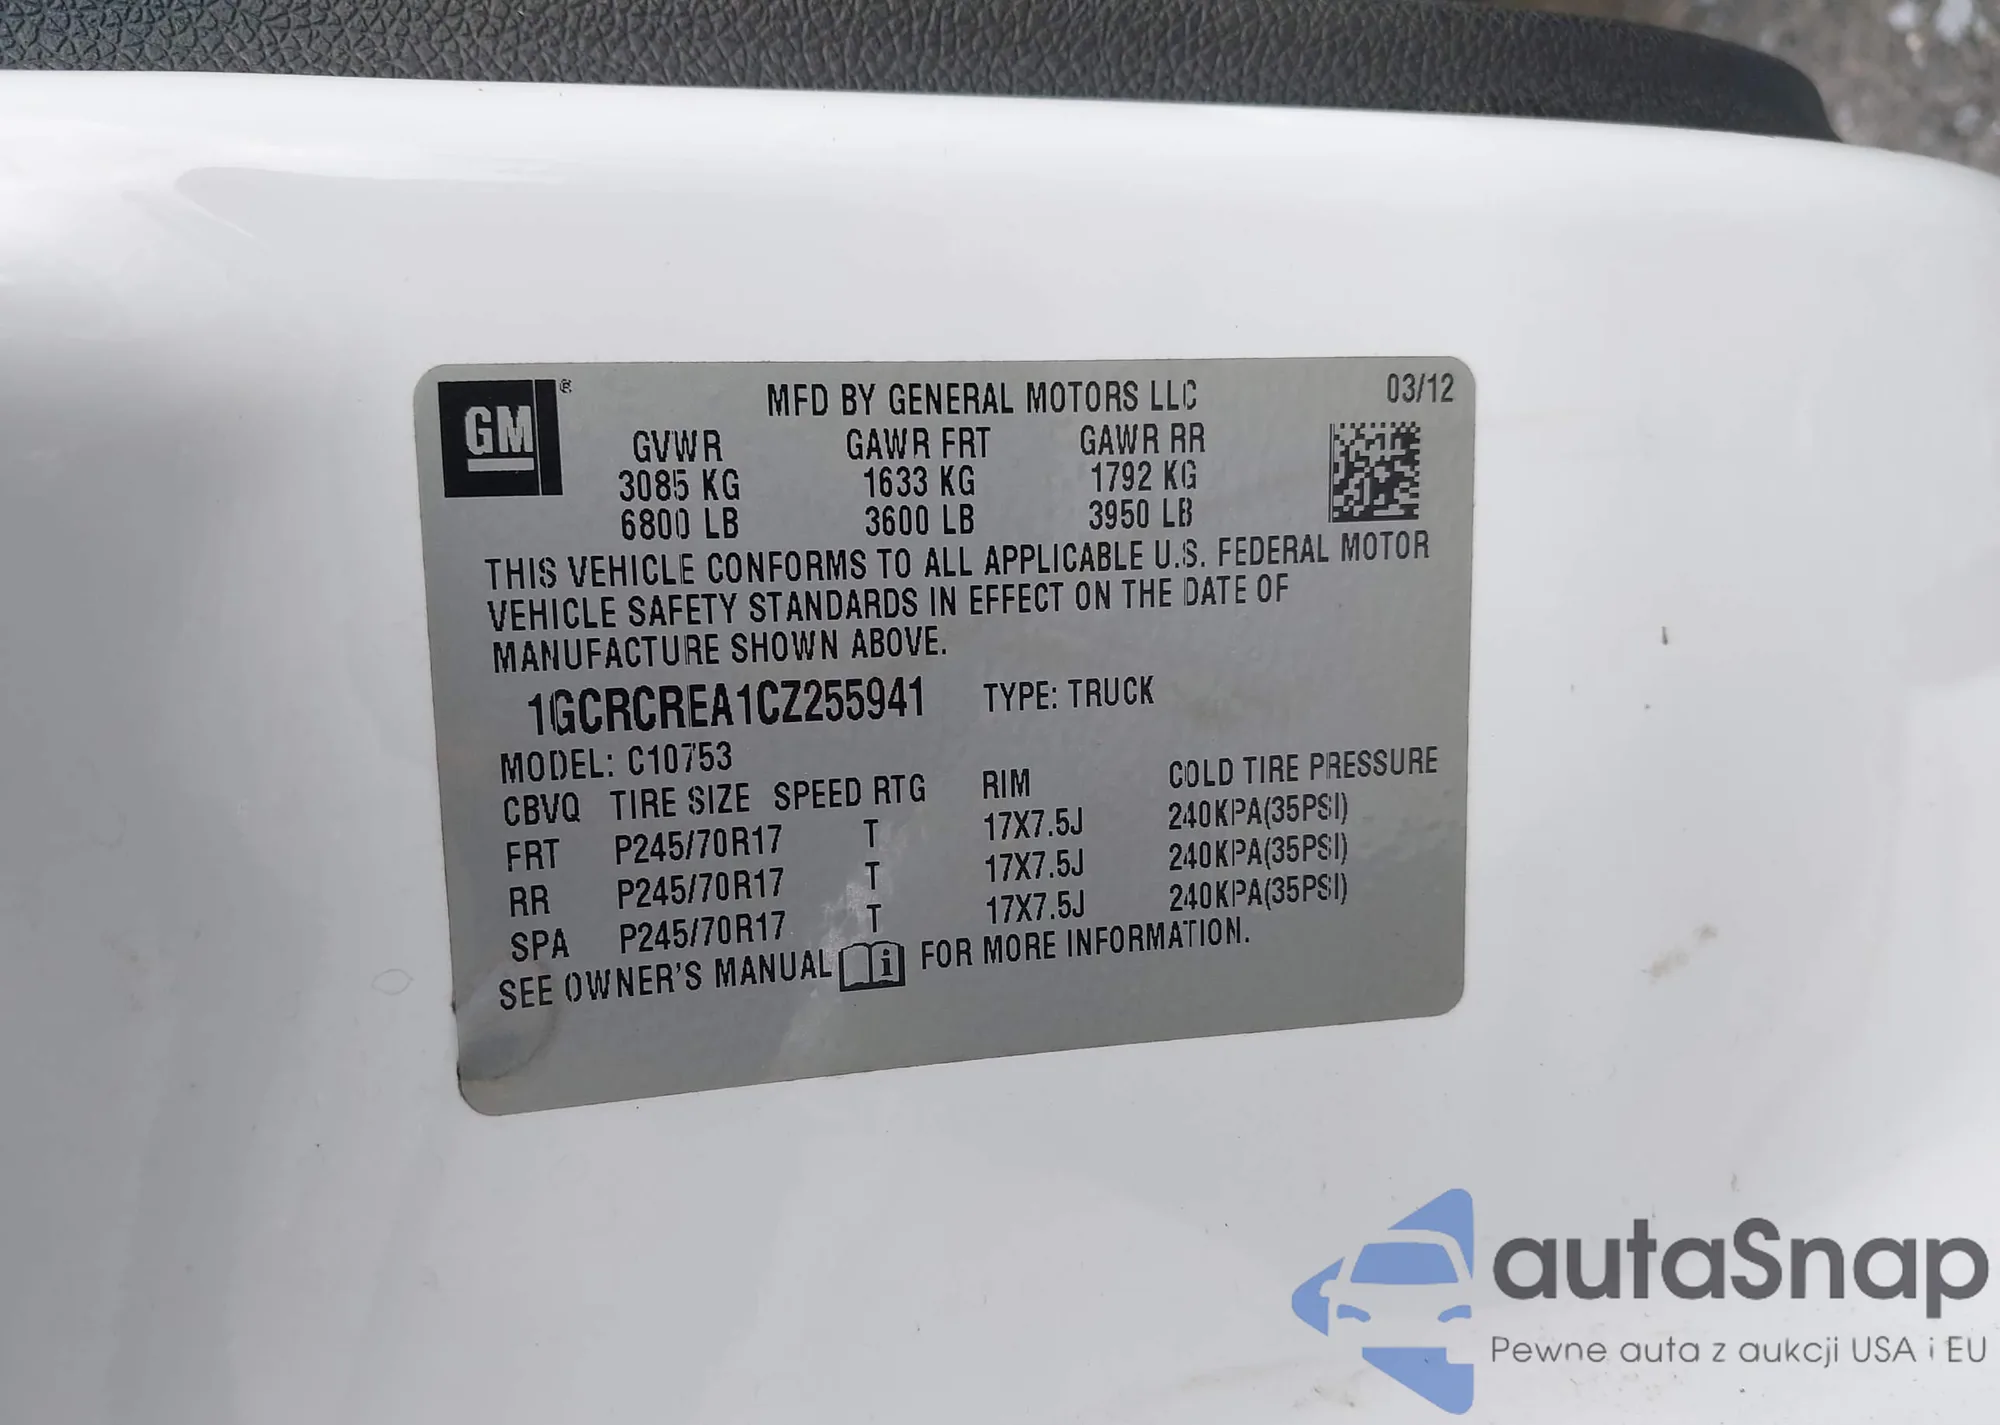 GM®
MFD BY GENERAL MOTORS LLC 03/12
GVWR GAWR FRT GAWR RR
3085 KG 1633 KG 1792 KG
6800 LB 3600 LB 3950 LB
THIS VEHICLE CONFORMS TO ALL APPLICABLE U.S. FEDERAL MOTOR
VEHICLE SAFETY STANDARDS IN EFFECT ON THE DATE OF
MANUFACTURE SHOWN ABOVE.
1GCRCREA1CZ255941 TYPE: TRUCK
MODEL: C10753
CBVQ TIRE SIZE SPEED RTG RIM COLD TIRE PRESSURE
FRT P245/70R17 T 17X7.5J 240KPA(35PSI)
RR P245/70R17 T 17X7.5J 240KPA(35PSI)
SPA P245/70R17 T 17X7.5J 240KPA(35PSI)
SEE OWNER'S MANUAL i FOR MORE INFORMATION.
autaSnap
Pewne auta z aukcji USA i EU